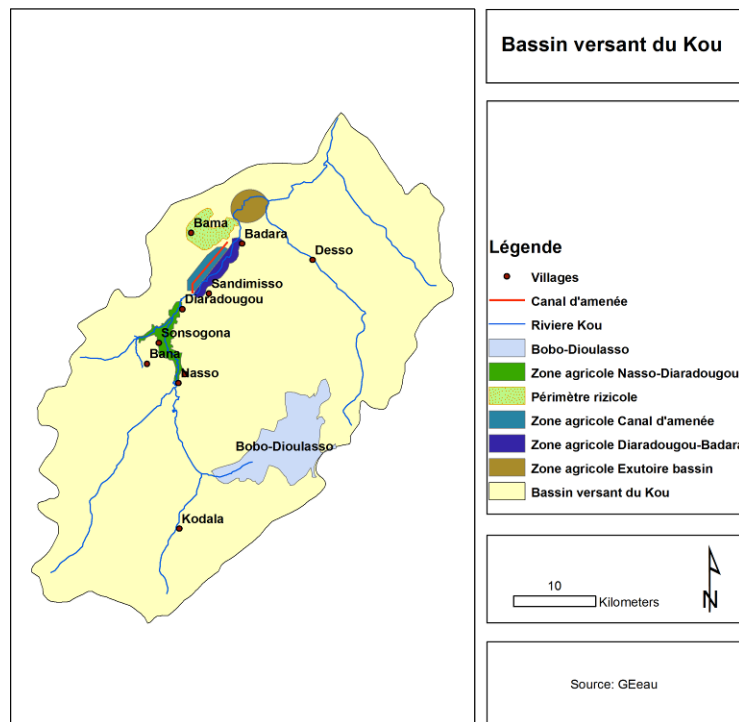 Bassin versant du Kou
Bama
Badara
Desso
Sandimisso
Diaradougou
Sonsogona
Bana
Nasso
Bobo-Dioulasso
Kodala
Légende
Villages
Canal d'amenée
Riviere Kou
Bobo-Dioulasso
Zone agricole Nasso-Diaradougou
Périmètre rizicole
Zone agricole Canal d'amenée
Zone agricole Diaradougou-Badara
Zone agricole Exutoire bassin
Bassin versant du Kou
10
Kilometers
N
Source: GEeau